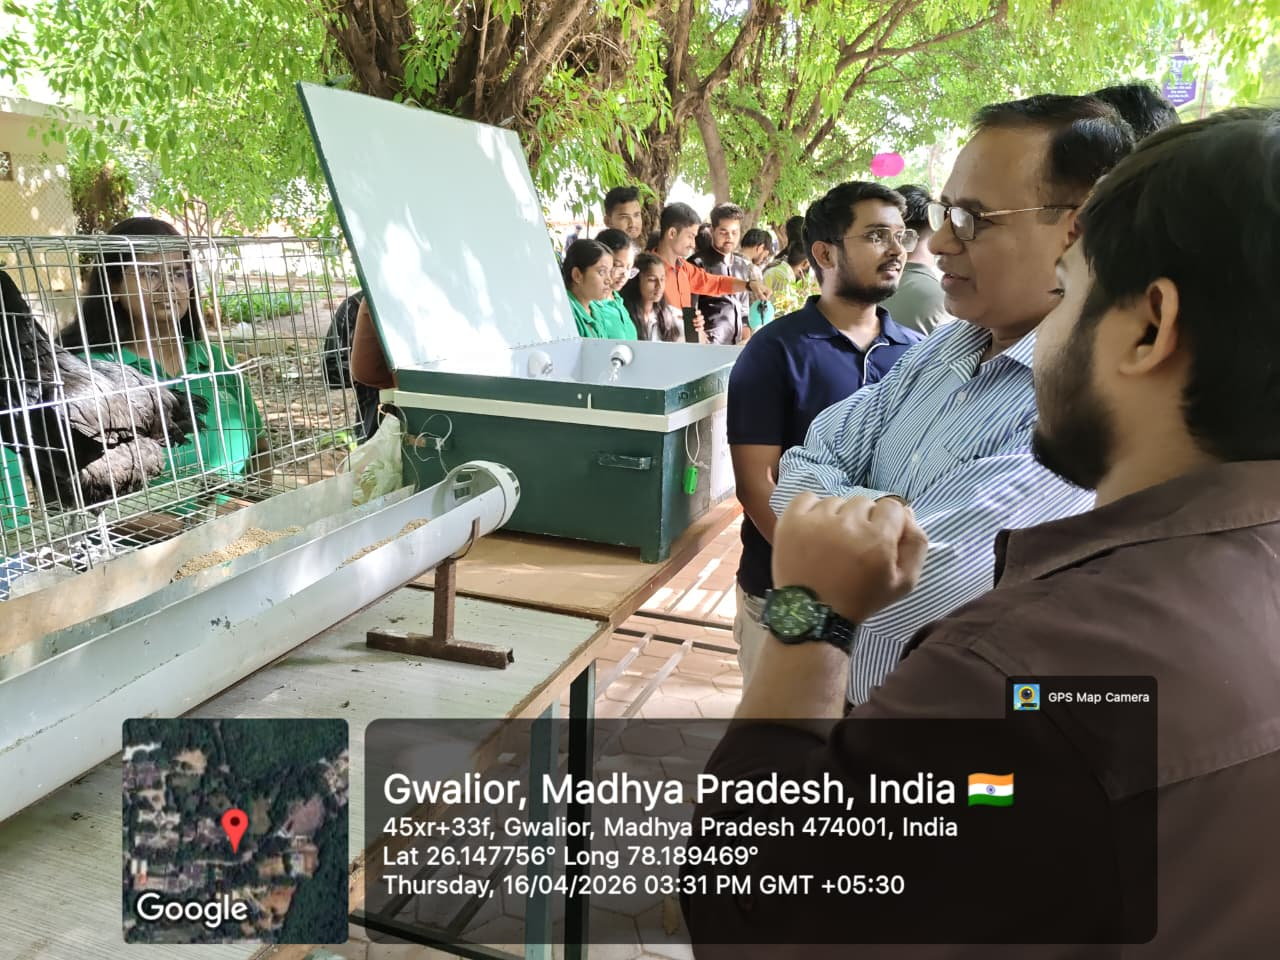 GPS Map Camera
Gwalior, Madhya Pradesh, India
45xr+33f, Gwalior, Madhya Pradesh 474001, India
Lat 26.147756° Long 78.189469°
Thursday, 16/04/2026 03:31 PM GMT +05:30
Google